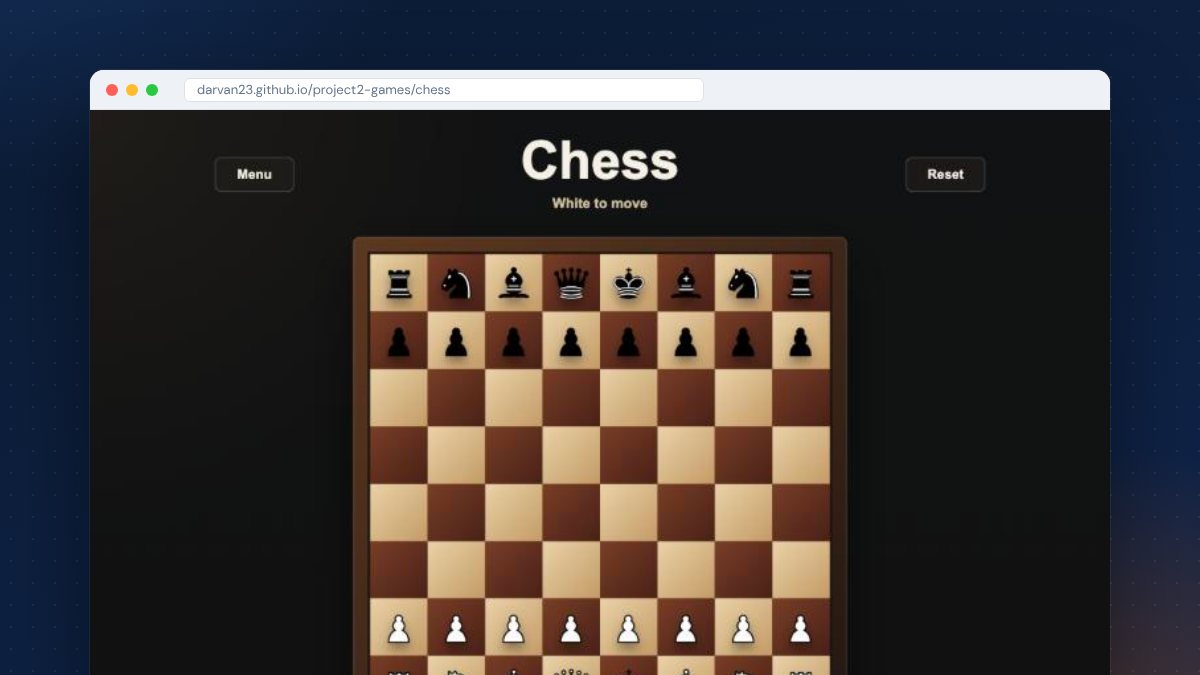 darvan23.github.io/project2-games/chess
Menu
Chess
Reset
White to move